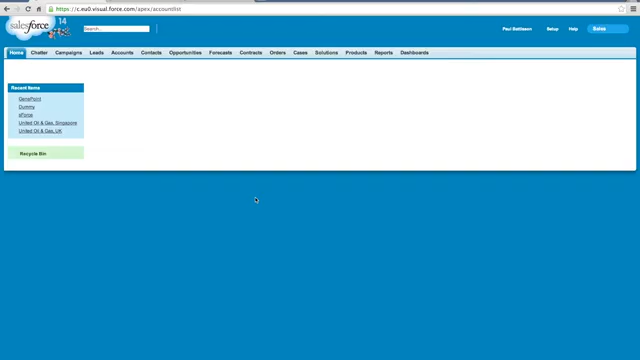 https://c.eu0.visual.force.com/apex/accountlist
salesforce 14
Search...
Paul Battisson Setup Help Sales
Home Chatter Campaigns Leads Accounts Contacts Opportunities Forecasts Contracts Orders Cases Solutions Products Reports Dashboards
Recent Items
GenePoint
Dummy
sForce
United Oil & Gas, Singapore
United Oil & Gas, UK
Recycle Bin